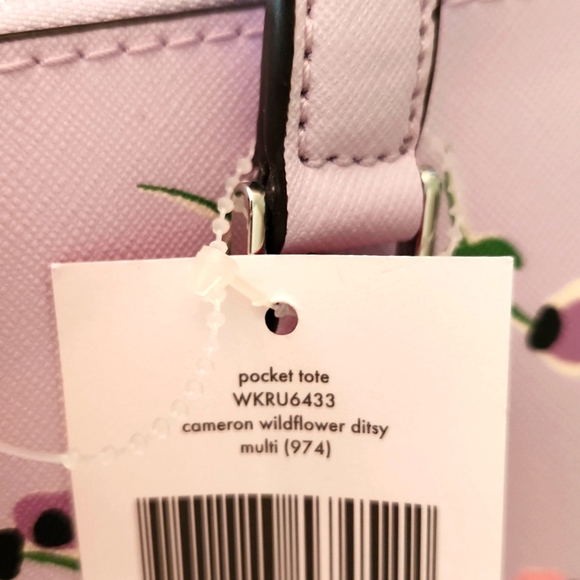 pocket tote
WKRU6433
cameron wildflower ditsy
multi (974)